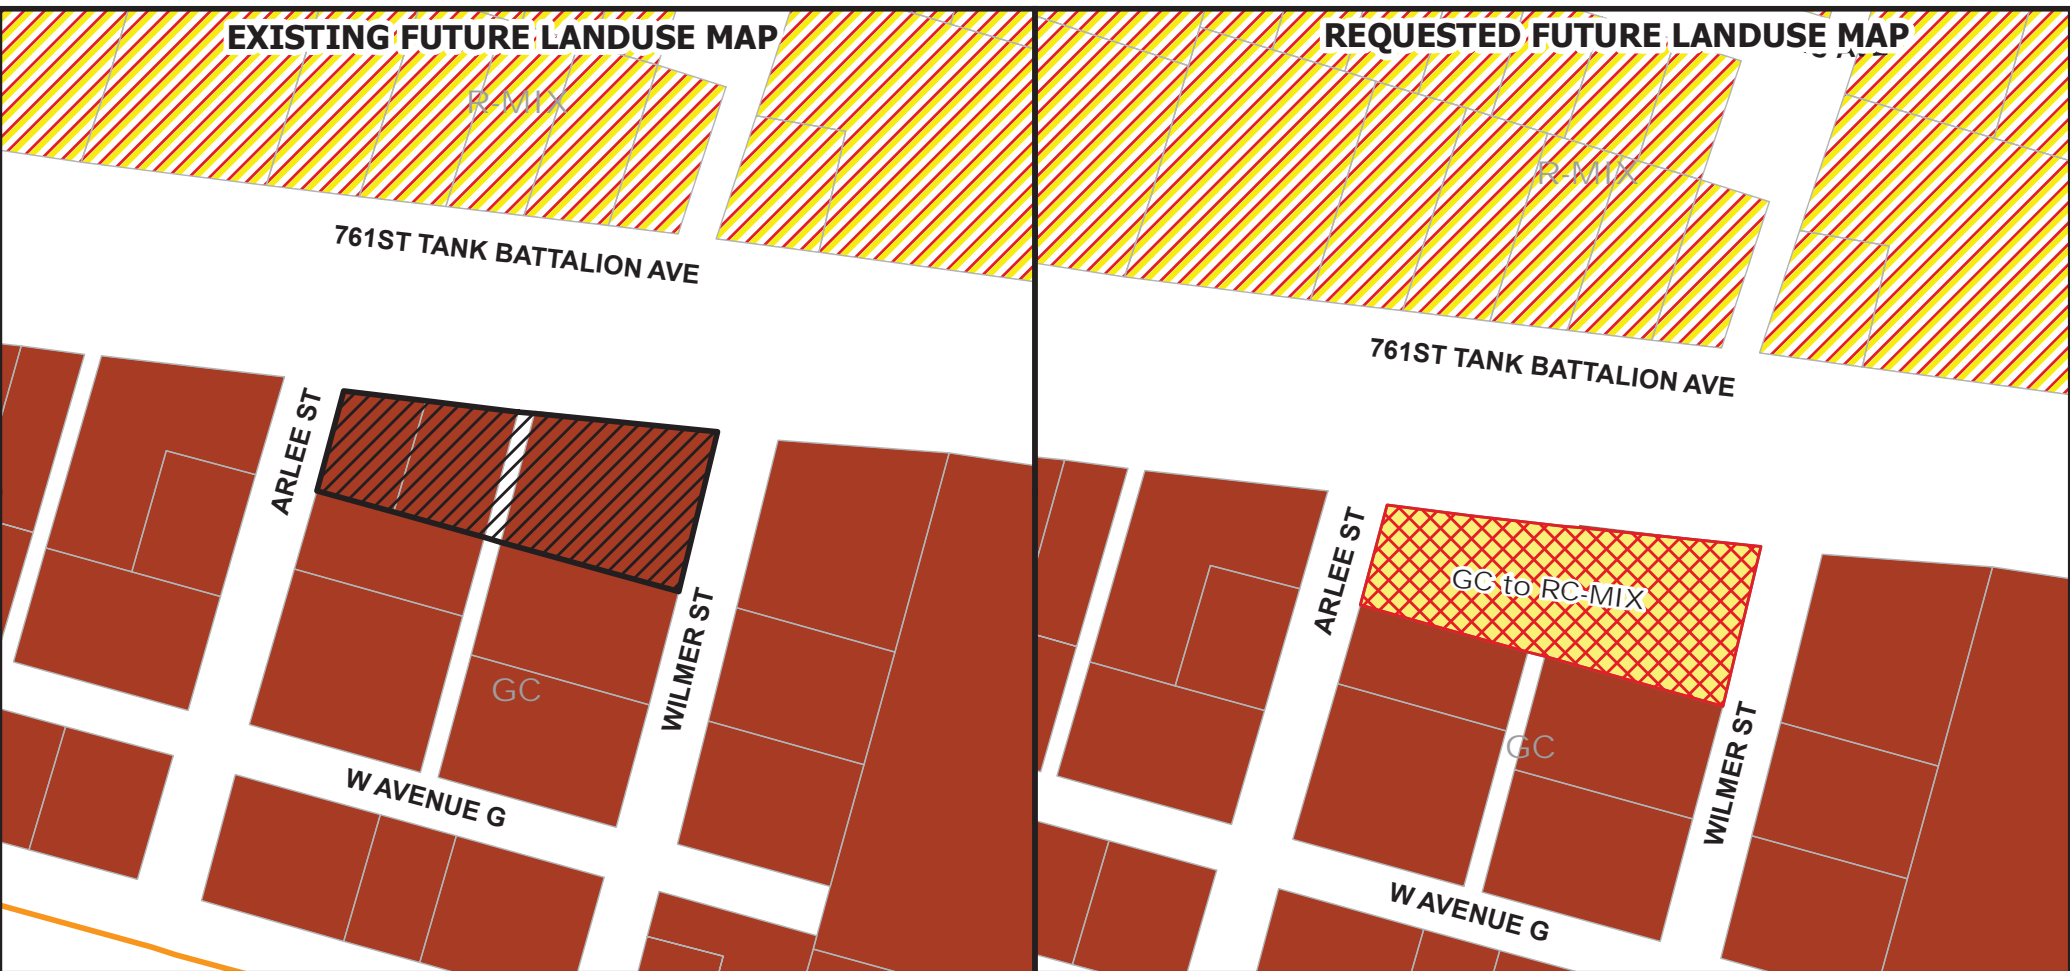 EXISTING FUTURE LANDUSE MAP
R-MIX
761ST TANK BATTALION AVE
ARLEE ST
WILMER ST
GC
W AVENUE G
REQUESTED FUTURE LANDUSE MAP
R-MIX
761ST TANK BATTALION AVE
ARLEE ST
GC to RC-MIX
WILMER ST
GC
W AVENUE G